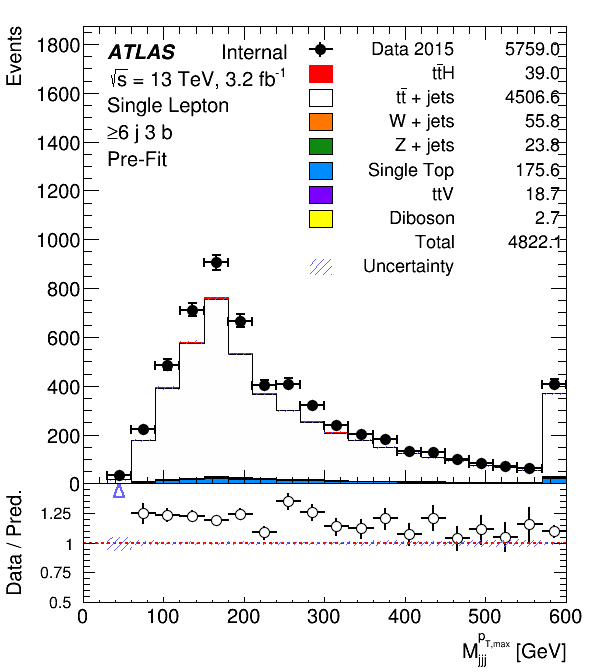 Events
ATLAS Internal
√s = 13 TeV, 3.2 fb⁻¹
Single Lepton
≥6 j 3 b
Pre-Fit
Data 2015 5759.0
tt̄H 39.0
tt̄ + jets 4506.6
W + jets 55.8
Z + jets 23.8
Single Top 175.6
ttV 18.7
Diboson 2.7
Total 4822.1
Uncertainty
1800
1600
1400
1200
1000
800
600
400
200
0
Data / Pred.
1.25
1
0.75
0.5
0 100 200 300 400 500 600
M_jjj^{p_{T,max}} [GeV]